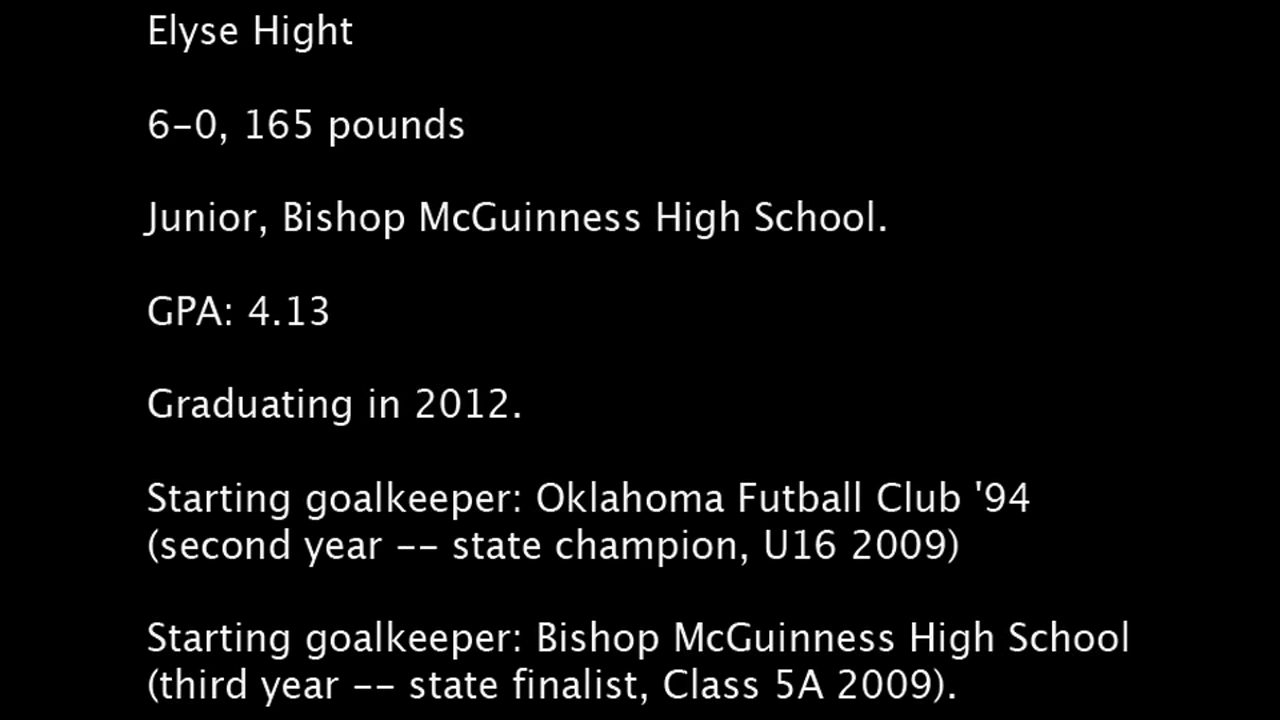 Elyse Hight
6-0, 165 pounds
Junior, Bishop McGuinness High School.
GPA: 4.13
Graduating in 2012.
Starting goalkeeper: Oklahoma Futball Club '94
(second year -- state champion, U16 2009)
Starting goalkeeper: Bishop McGuinness High School
(third year -- state finalist, Class 5A 2009).